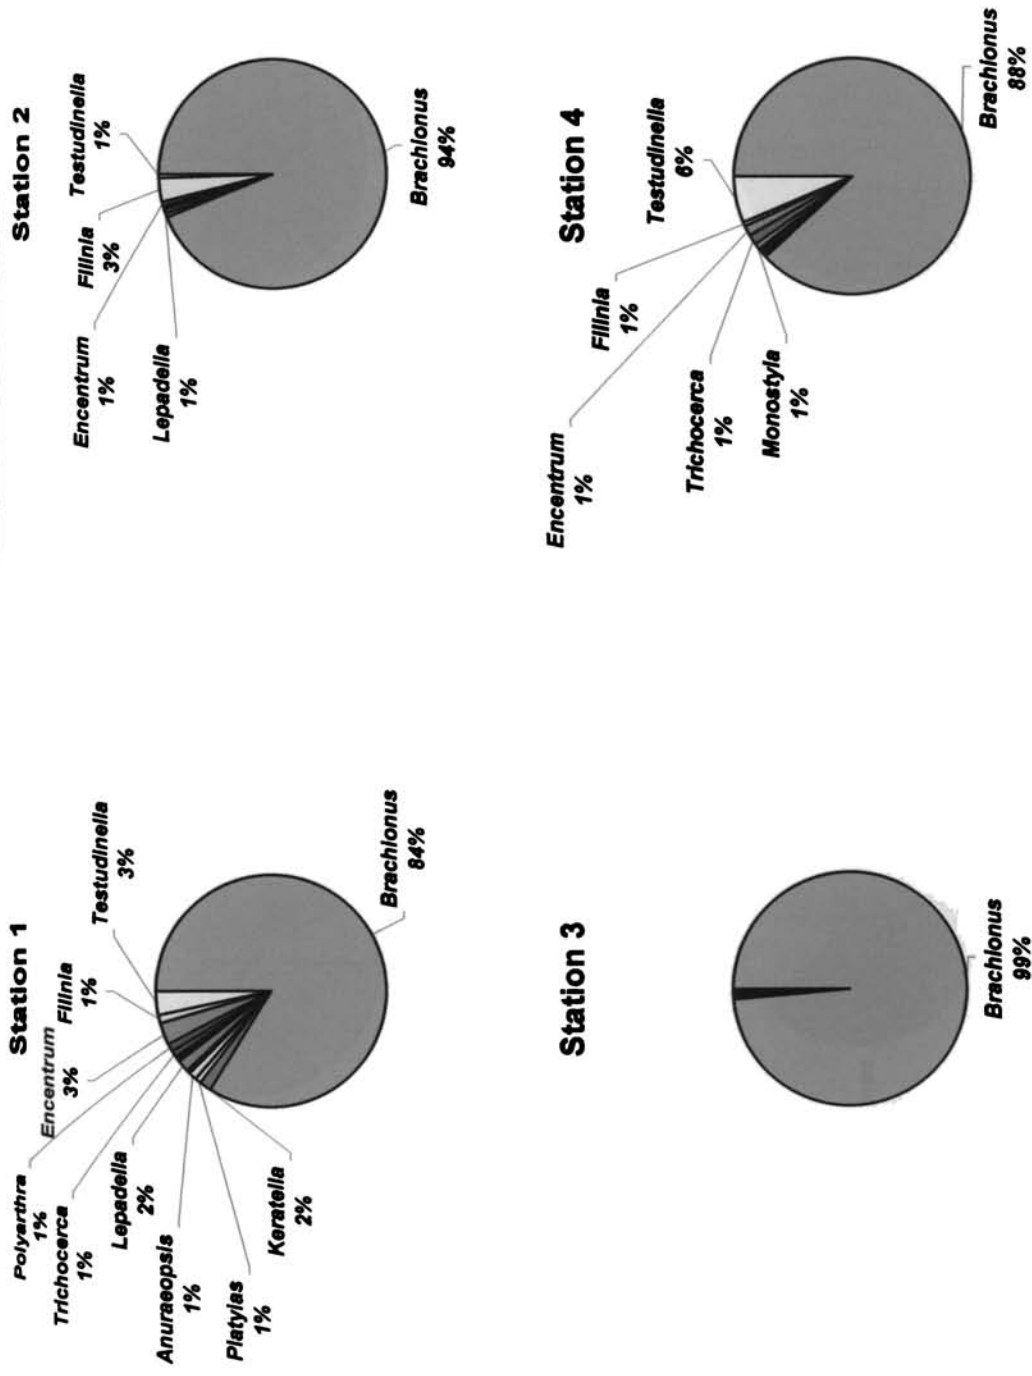 Station 1
Testudinella
3%
Filinia
1%
Encentrum
3%
Polyarthra
1%
Trichocerca
1%
Lepadella
2%
Anuraeopsis
1%
Platyias
1%
Keratella
2%
Brachionus
84%
Station 2
Testudinella
1%
Filinia
3%
Encentrum
1%
Lepadella
1%
Brachionus
94%
Station 3
Brachionus
99%
Station 4
Testudinella
6%
Filinia
1%
Encentrum
1%
Trichocerca
1%
Monostyla
1%
Brachionus
88%